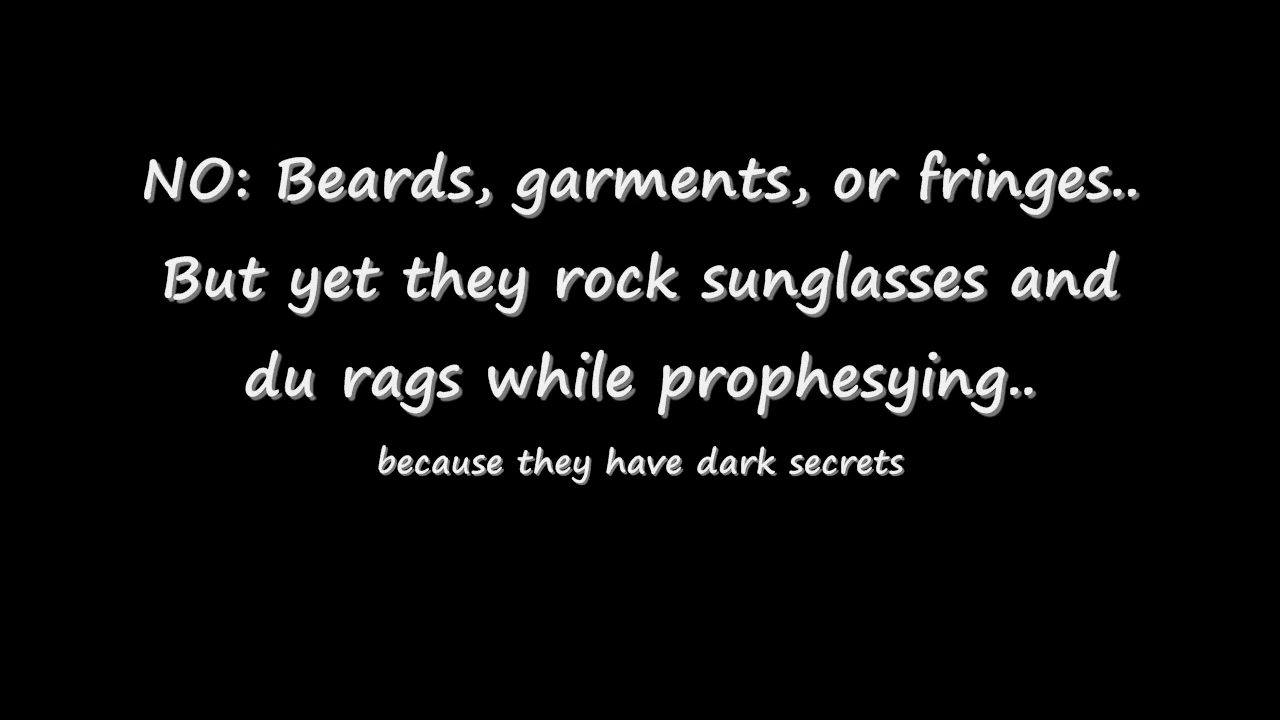 NO: Beards, garments, or fringes..
But yet they rock sunglasses and
du rags while prophesying..
because they have dark secrets